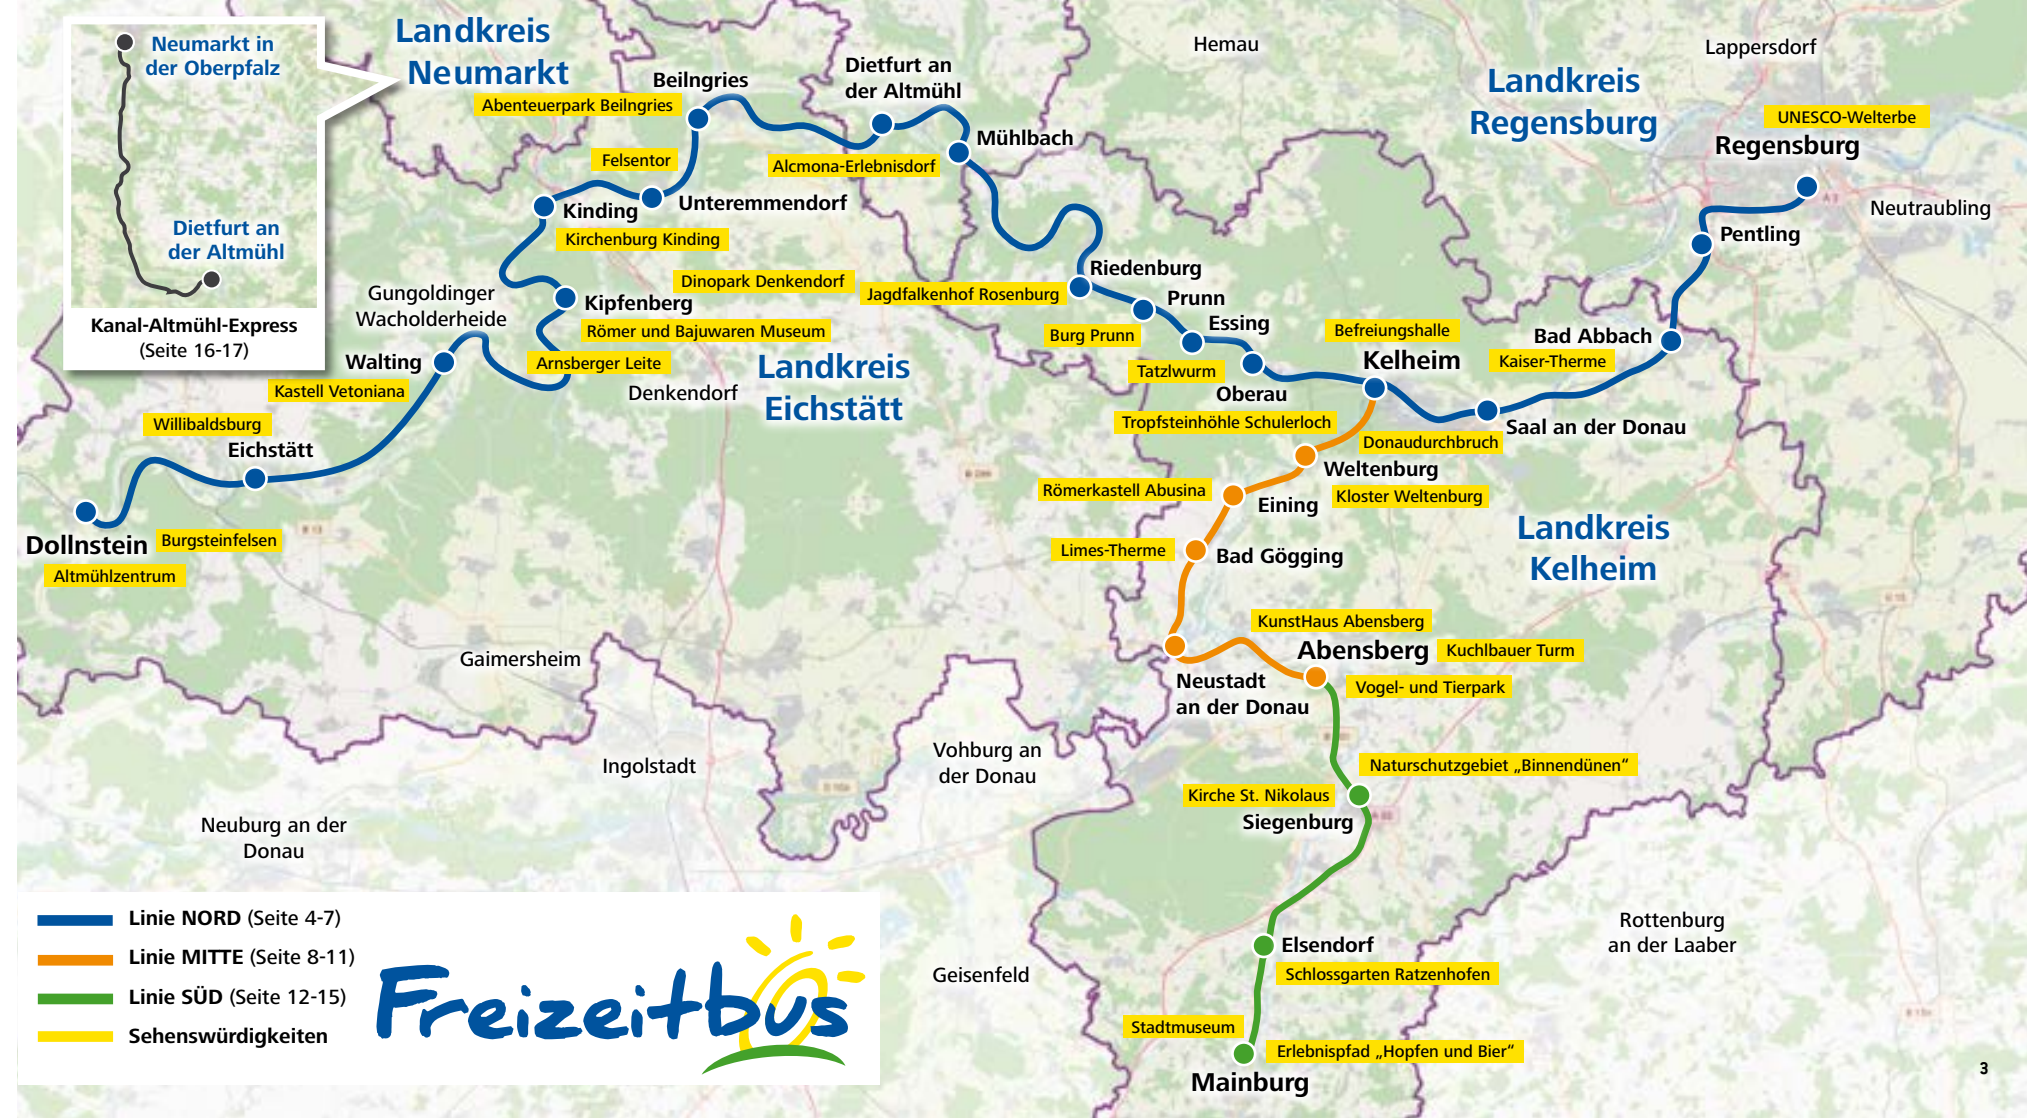 Landkreis
Neumarkt
Neumarkt in
der Oberpfalz
Dietfurt an
der Altmühl
Kanal-Altmühl-Express
(Seite 16-17)
Hemau
Lappersdorf
Landkreis
Regensburg
UNESCO-Welterbe
Regensburg
Neutraubling
Pentling
Beilngries
Abenteuerpark Beilngries
Dietfurt an
der Altmühl
Mühlbach
Alcmona-Erlebnisdorf
Felsentor
Unteremmendorf
Kinding
Kirchenburg Kinding
Dinopark Denkendorf
Jagdfalkenhof Rosenburg
Riedenburg
Prunn
Essing
Burg Prunn
Tatzlwurm
Oberau
Befreiungshalle
Kelheim
Bad Abbach
Kaiser-Therme
Saal an der Donau
Gungoldinger
Wacholderheide
Kipfenberg
Römer und Bajuwaren Museum
Arnsberger Leite
Denkendorf
Landkreis
Eichstätt
Walting
Kastell Vetoniana
Willibaldsburg
Eichstätt
Dollnstein
Burgsteinfelsen
Altmühlzentrum
Tropfsteinhöhle Schulerloch
Donaudurchbruch
Weltenburg
Kloster Weltenburg
Römerkastell Abusina
Eining
Limes-Therme
Bad Gögging
Landkreis
Kelheim
KunstHaus Abensberg
Abensberg
Kuchlbauer Turm
Vogel- und Tierpark
Neustadt
an der Donau
Gaimersheim
Ingolstadt
Vohburg an
der Donau
Neuburg an der
Donau
Naturschutzgebiet „Binnendünen“
Kirche St. Nikolaus
Siegenburg
Elsendorf
Schlossgarten Ratzenhofen
Geisenfeld
Rottenburg
an der Laaber
Stadtmuseum
Erlebnispfad „Hopfen und Bier“
Mainburg
Linie NORD (Seite 4-7)
Linie MITTE (Seite 8-11)
Linie SÜD (Seite 12-15)
Sehenswürdigkeiten
Freizeitbus
3